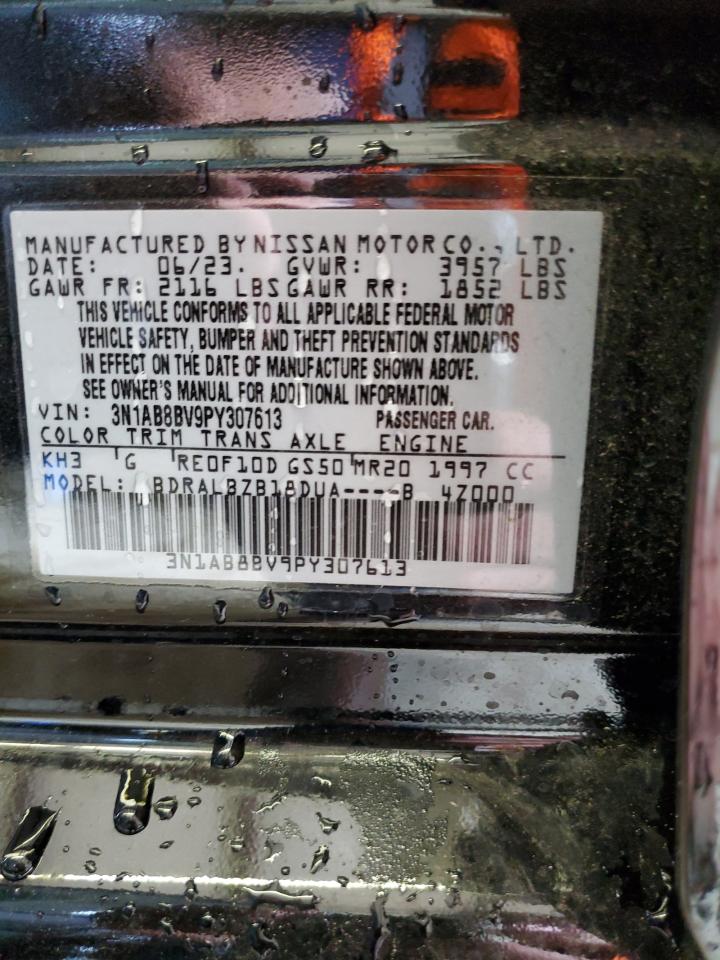 MANUFACTURED BY NISSAN MOTOR CO., LTD.
DATE: 06/23. GVWR: 3957 LBS
GAWR FR: 2116 LBS GAWR RR: 1852 LBS
THIS VEHICLE CONFORMS TO ALL APPLICABLE FEDERAL MOTOR
VEHICLE SAFETY, BUMPER AND THEFT PREVENTION STANDARDS
IN EFFECT ON THE DATE OF MANUFACTURE SHOWN ABOVE.
SEE OWNER'S MANUAL FOR ADDITIONAL INFORMATION.
VIN: 3N1AB8BV9PY307613 PASSENGER CAR.
COLOR TRIM TRANS AXLE ENGINE
KH3 G RE0F10D GS50 MR20 1997 CC
MODEL: BDRALBZB18DUA----B 47000
3N1AB8BV9PY307613